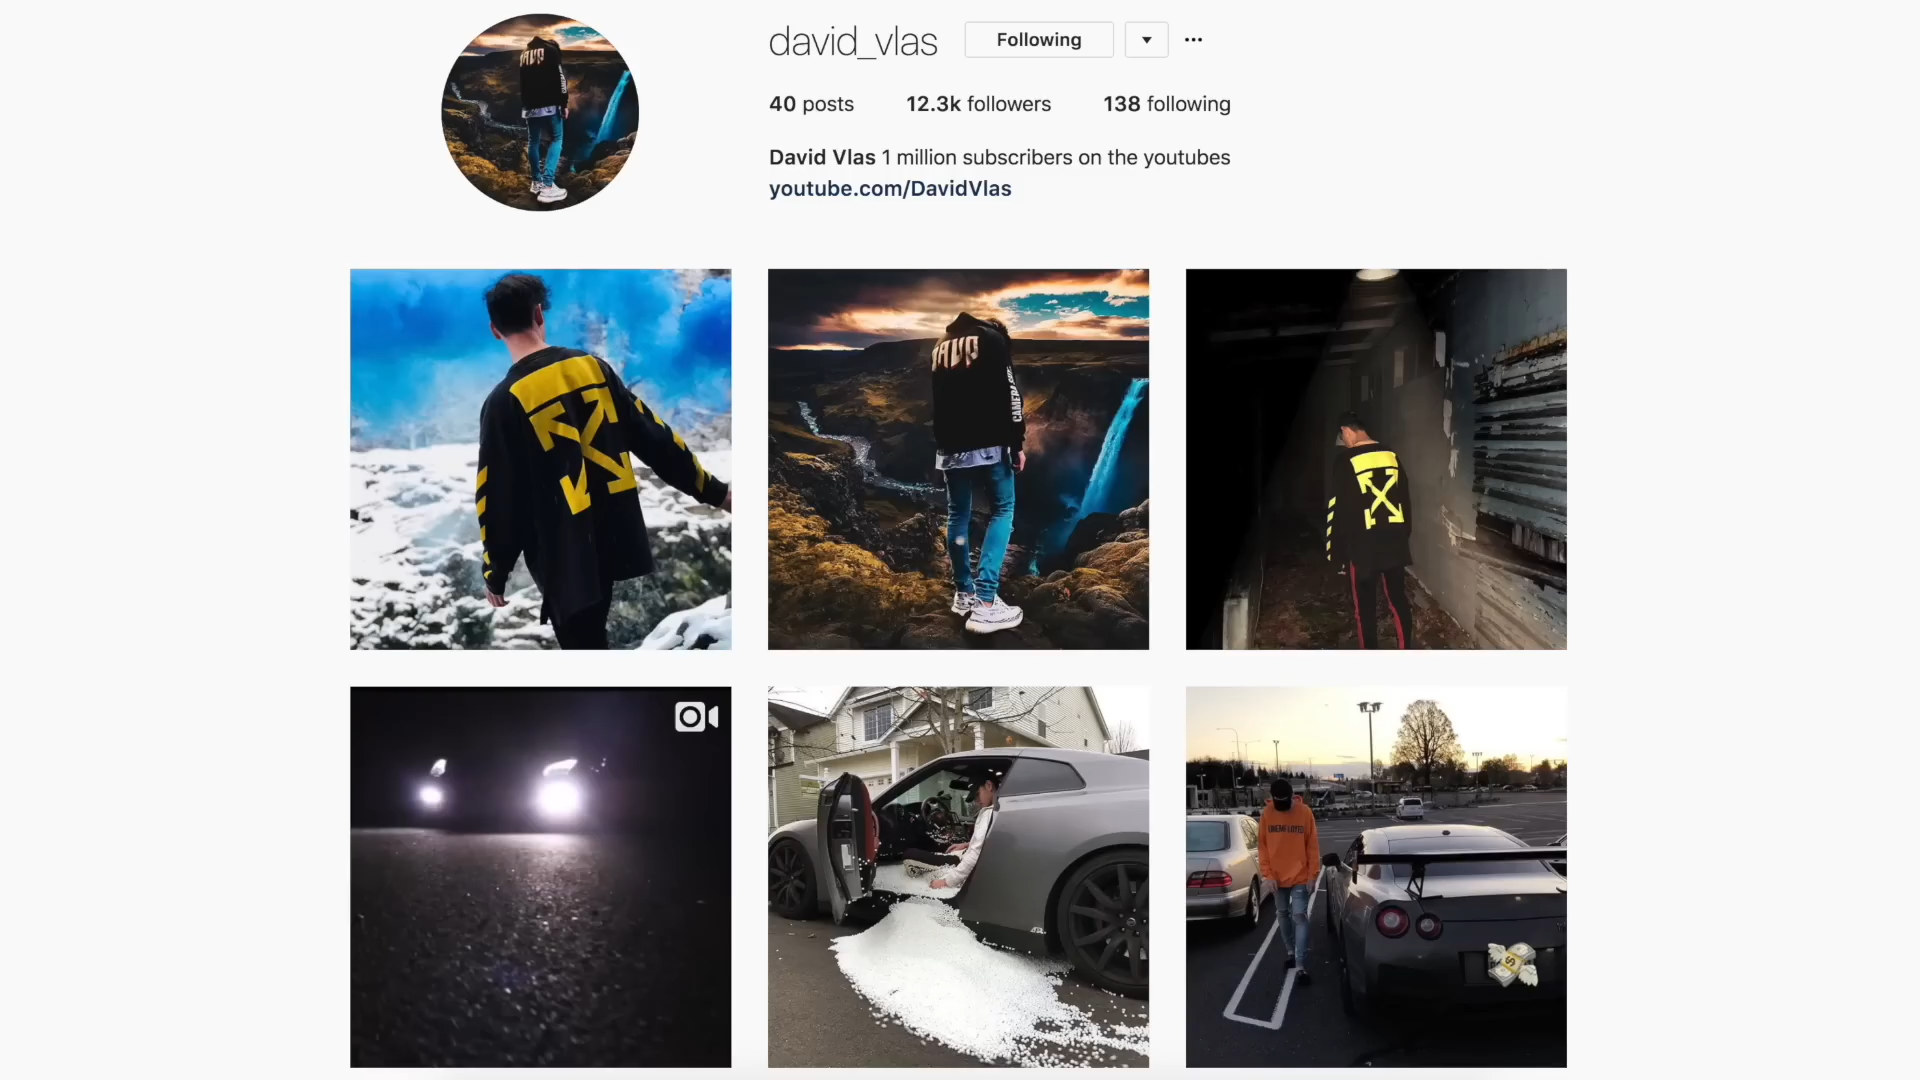 david_vlas Following
40 posts 12.3k followers 138 following
David Vlas 1 million subscribers on the youtubes
youtube.com/DavidVlas
UNEMPLOYED